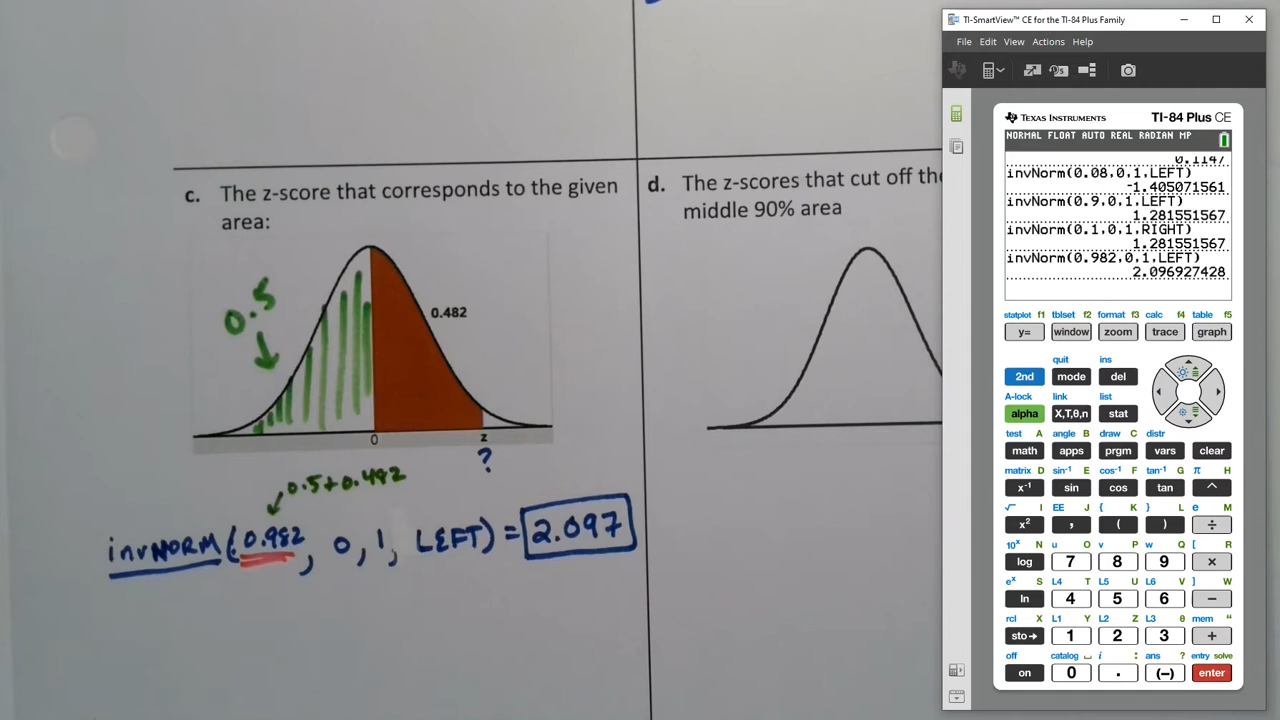 c. The z-score that corresponds to the given
area:
0.5
0.482
0
z
?
0.5+0.482
invNORM(0.982, 0, 1, LEFT) = 2.097
d. The z-scores that cut off the
middle 90% area
TI-SmartView™ CE for the TI-84 Plus Family
File Edit View Actions Help
TEXAS INSTRUMENTS TI-84 Plus CE
NORMAL FLOAT AUTO REAL RADIAN MP
0.1147
invNorm(0.08,0,1,LEFT)
-1.405071561
invNorm(0.9,0,1,LEFT)
1.281551567
invNorm(0.1,0,1,RIGHT)
1.281551567
invNorm(0.982,0,1,LEFT)
2.096927428
statplot f1 tblset f2 format f3 calc f4 table f5
y= window zoom trace graph
quit ins
2nd mode del
A-lock link list
alpha X,T,θ,n stat
test A angle B draw C distr
math apps prgm vars clear
matrix D sin⁻¹ E cos⁻¹ F tan⁻¹ G π H
x⁻¹ sin cos tan ^
√ I EE J { K } L e M
x² , ( ) ÷
10ˣ N u O v P w Q [ R
log 7 8 9 ×
eˣ S L4 T L5 U L6 V ] W
ln 4 5 6 −
rcl X L1 Y L2 Z L3 θ mem "
sto→ 1 2 3 +
off catalog ⎵ i : ans ? entry solve
on 0 . (−) enter